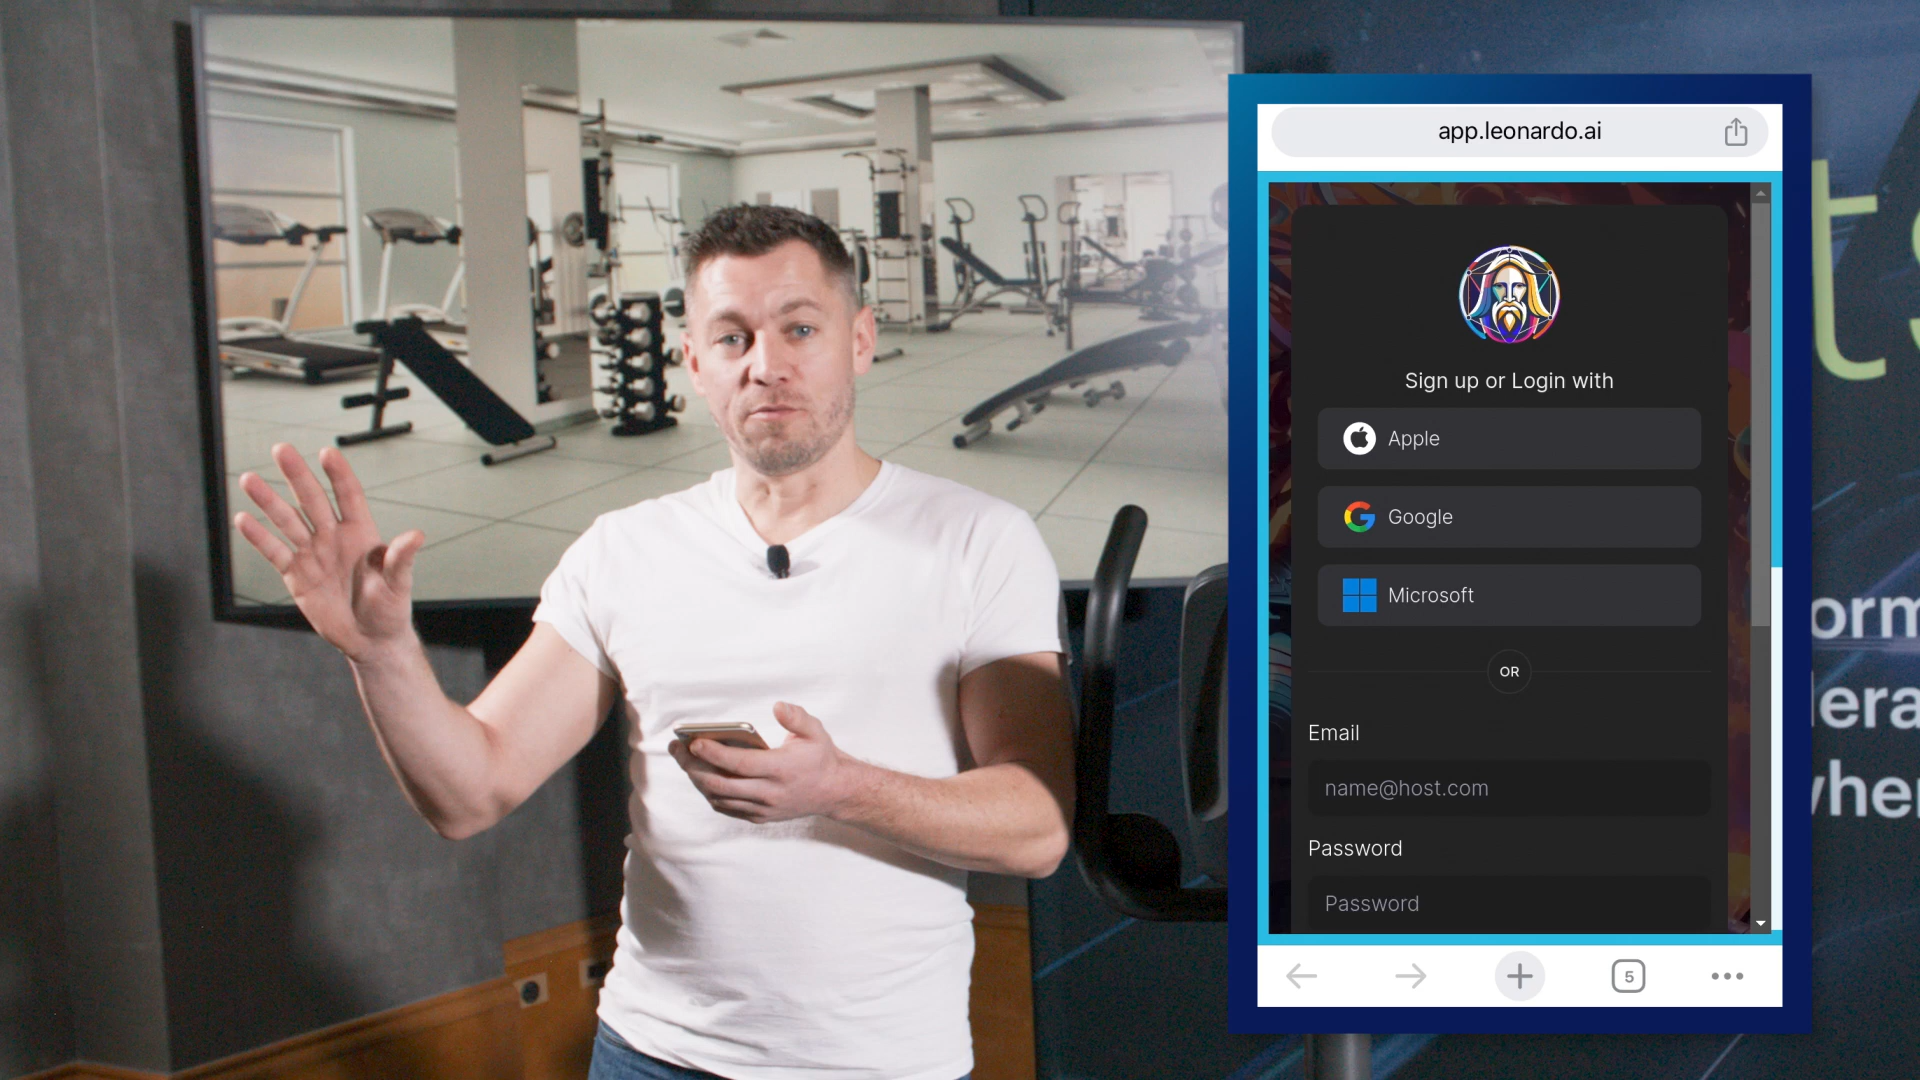 app.leonardo.ai
Sign up or Login with
Apple
Google
Microsoft
OR
Email
name@host.com
Password
Password
5